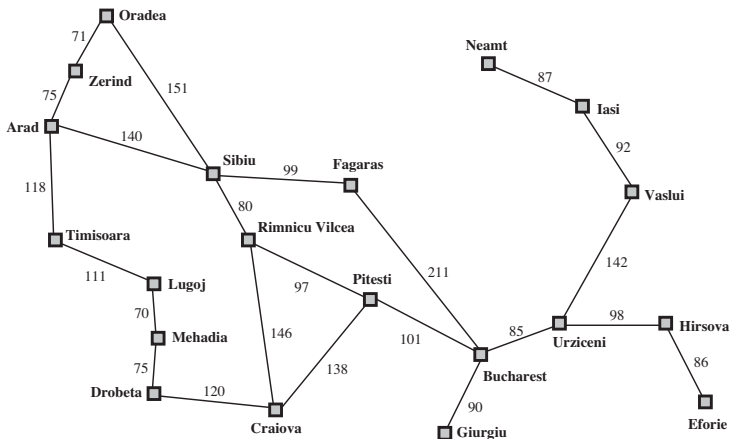 Oradea
71
Neamt
Zerind
87
75
151
Iasi
Arad
140
92
Sibiu
99
Fagaras
118
Vaslui
80
Timisoara
Rimnicu Vilcea
142
111
Lugoj
97
Pitesti
211
70
98
Hirsova
Mehadia
146
101
85
Urziceni
86
75
138
Bucharest
Drobeta
120
90
Craiova
Eforie
Giurgiu